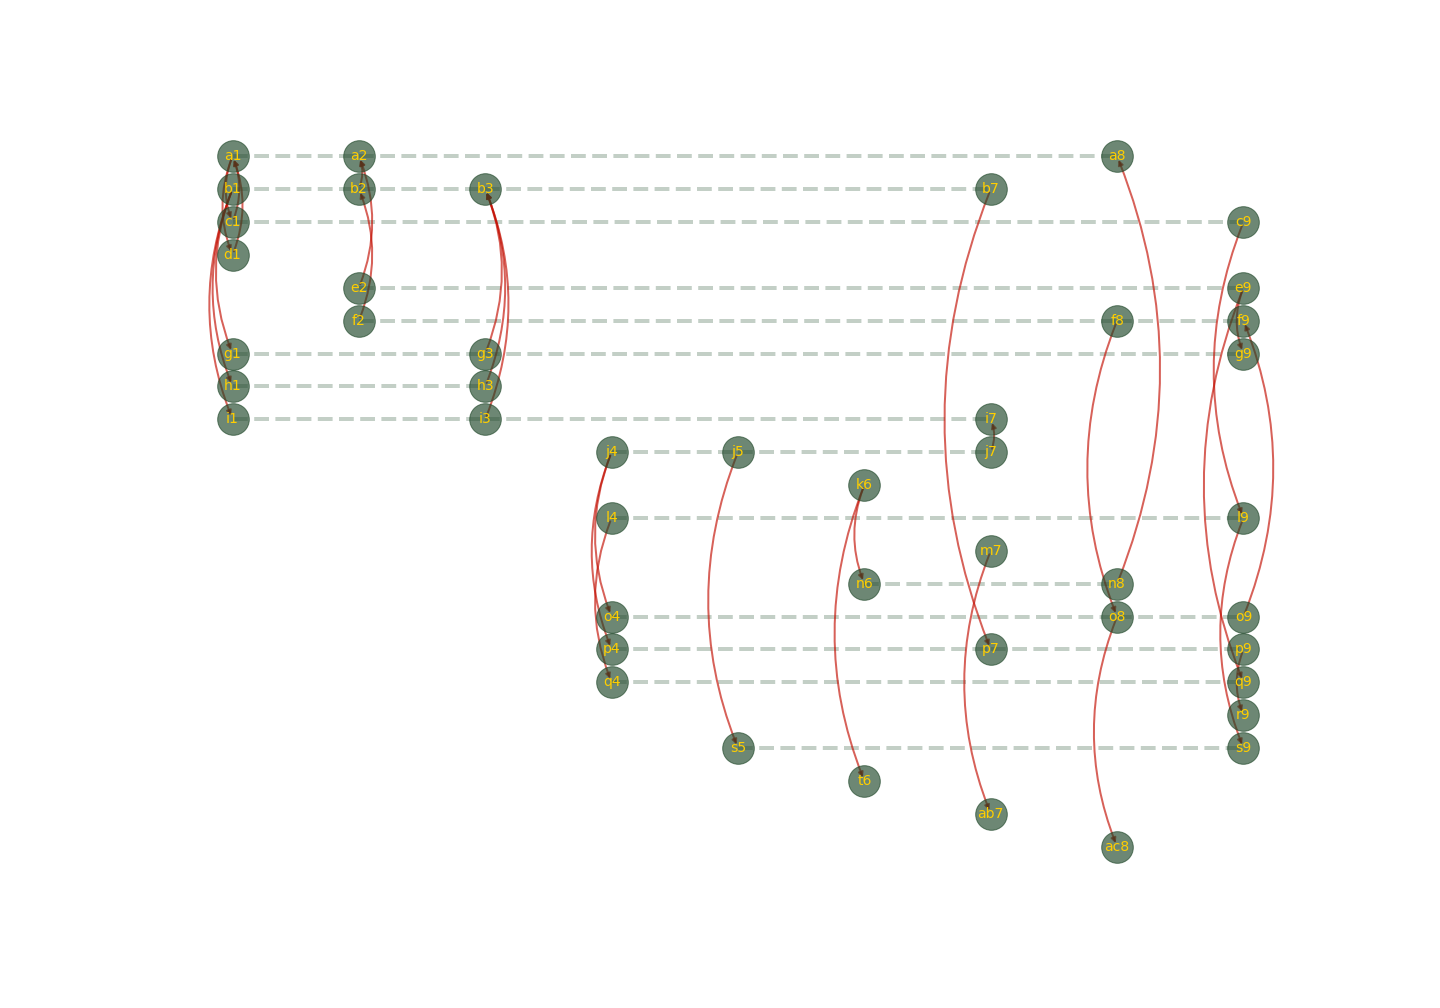 a1 a2 a8
b1 b2 b3 b7
c1 c9
d1
e2 e9
f2 f8 f9
g1 g3 g9
h1 h3
i1 i3 i7
j4 j5 j7
k6
l4 l9
m7
n6 n8
o4 o8 o9
p4 p7 p9
q4 q9
r9
s5 s9
t6
ab7
ac8